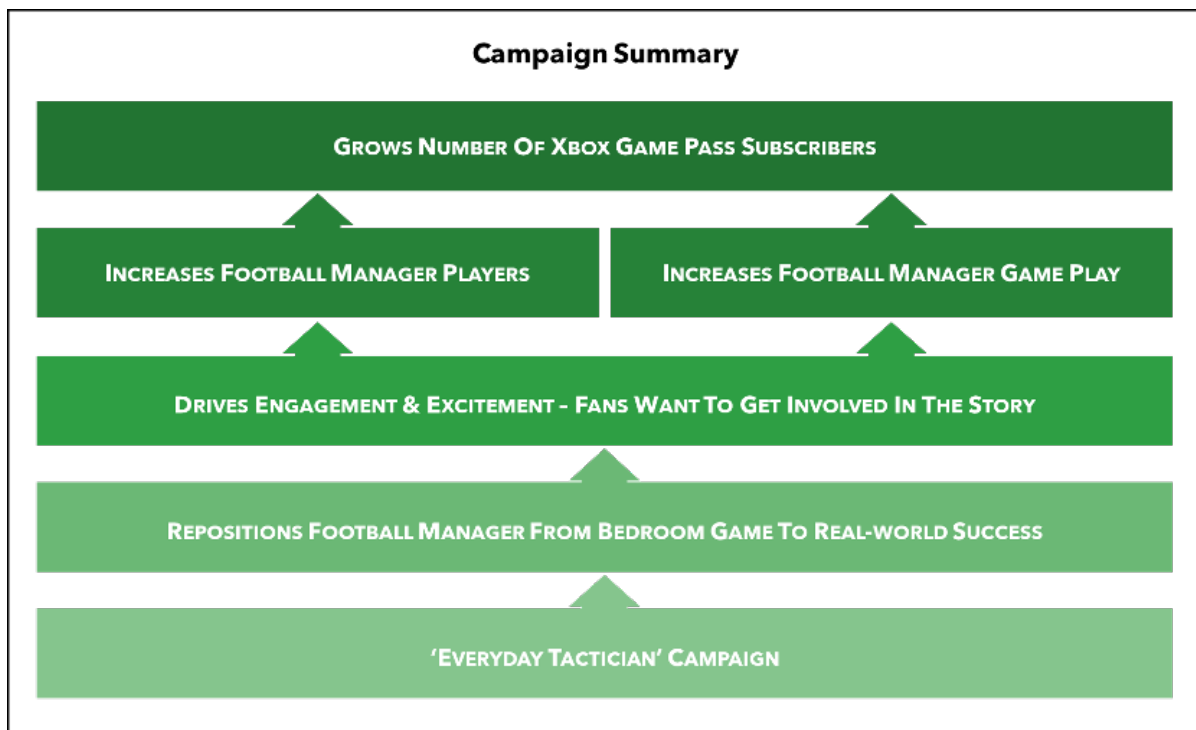 Campaign Summary
GROWS NUMBER OF XBOX GAME PASS SUBSCRIBERS
INCREASES FOOTBALL MANAGER PLAYERS
INCREASES FOOTBALL MANAGER GAME PLAY
DRIVES ENGAGEMENT & EXCITEMENT - FANS WANT TO GET INVOLVED IN THE STORY
REPOSITIONS FOOTBALL MANAGER FROM BEDROOM GAME TO REAL-WORLD SUCCESS
‘EVERYDAY TACTICIAN’ CAMPAIGN